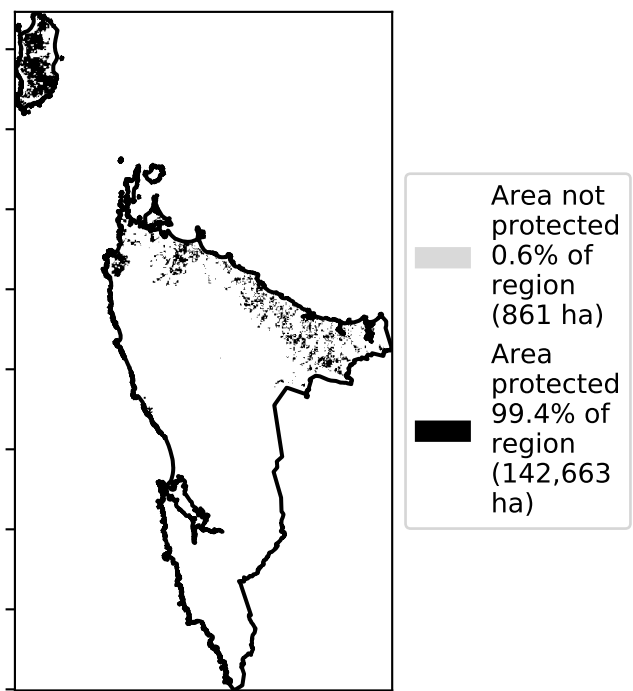 Area not
protected
0.6% of
region
(861 ha)
Area
protected
99.4% of
region
(142,663
ha)